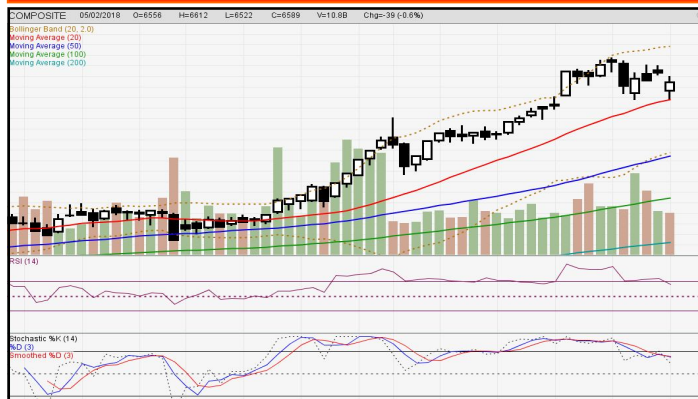 COMPOSITE 05/02/2018 O=6556 H=6612 L=6522 C=6589 V=10.8B Chg=-39 (-0.6%)
Bollinger Band (20, 2.0)
Moving Average (20)
Moving Average (50)
Moving Average (100)
Moving Average (200)
RSI (14)
Stochastic %K (14)
%D (3)
Smoothed %D (3)